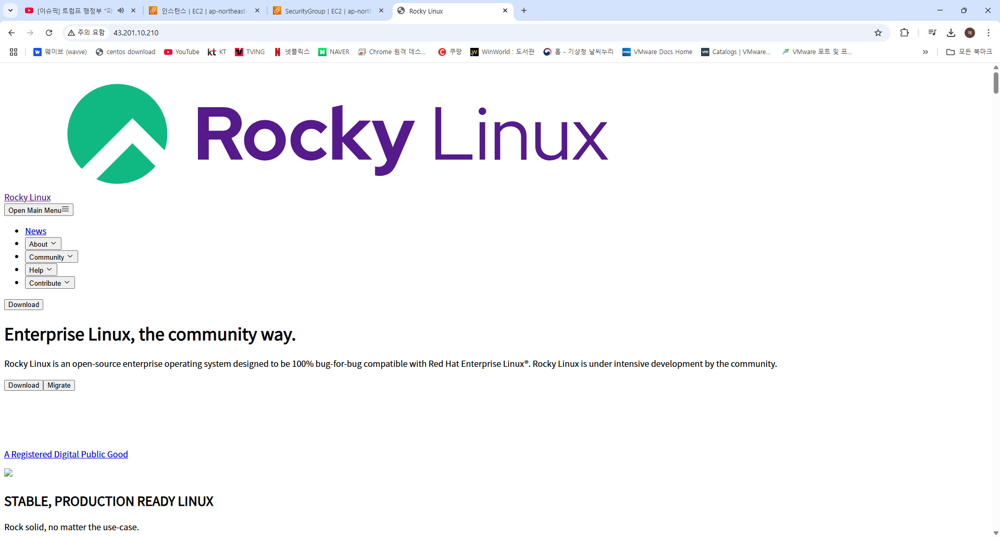 [이슈픽] 트럼프 행정부 "파
인스턴스 | EC2 | ap-northeast-
SecurityGroup | EC2 | ap-north
Rocky Linux
주의 요함
43.201.10.210
애
웨이브 (wavve)
centos download
YouTube
KT
TVING
넷플릭스
NAVER
Chrome 원격 데스...
쿠팡
WinWorld : 도서관
홈 - 기상청 날씨누리
VMware Docs Home
Catalogs | VMware...
VMware 포트 및 프...
모든 북마크
Rocky Linux
Rocky Linux
Open Main Menu
News
About
Community
Help
Contribute
Download
Enterprise Linux, the community way.
Rocky Linux is an open-source enterprise operating system designed to be 100% bug-for-bug compatible with Red Hat Enterprise Linux®. Rocky Linux is under intensive development by the community.
Download
Migrate
A Registered Digital Public Good
STABLE, PRODUCTION READY LINUX
Rock solid, no matter the use-case.